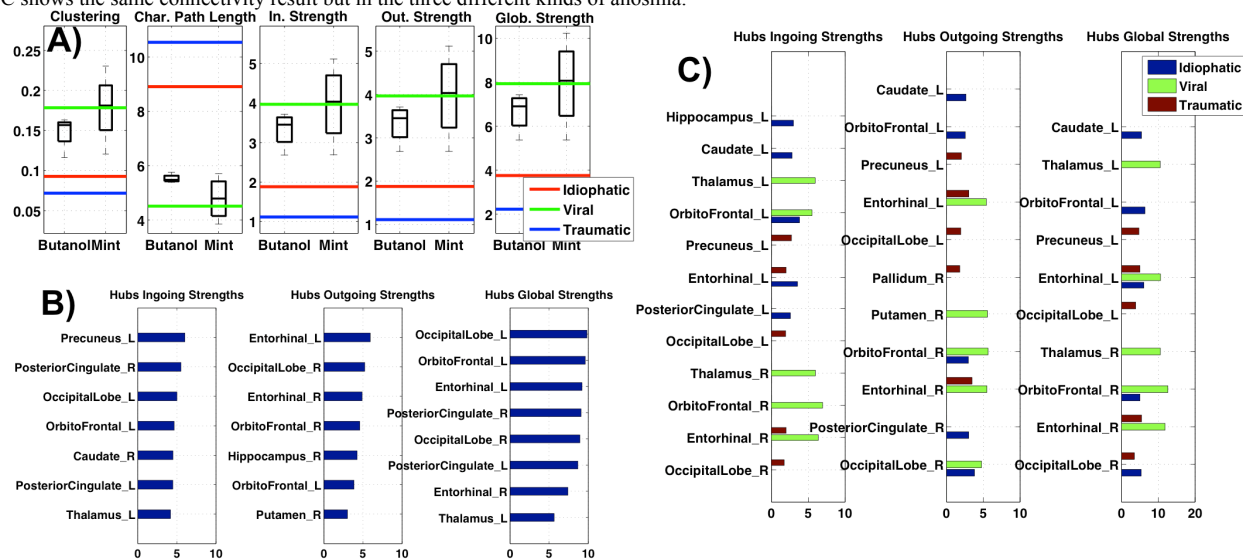 C shows the same connectivity result but in the three different kinds of anosmia.
A)
Clustering
0.25
0.2
0.15
0.1
0.05
Butanol Mint
Char. Path Length
10
8
6
4
Butanol Mint
In. Strength
5
4
3
2
1
Butanol Mint
Out. Strength
5
4
3
2
1
Butanol Mint
Glob. Strength
10
8
6
4
2
Butanol Mint
Idiophatic
Viral
Traumatic
B)
Hubs Ingoing Strengths
Precuneus_L
PosteriorCingulate_R
OccipitalLobe_L
OrbitoFrontal_L
Caudate_R
PosteriorCingulate_L
Thalamus_L
0 5 10
Hubs Outgoing Strengths
Entorhinal_L
OccipitalLobe_R
Entorhinal_R
OrbitoFrontal_R
Hippocampus_R
OrbitoFrontal_L
Putamen_R
0 5 10
Hubs Global Strengths
OccipitalLobe_L
OrbitoFrontal_L
Entorhinal_L
PosteriorCingulate_R
OccipitalLobe_R
PosteriorCingulate_L
Entorhinal_R
Thalamus_L
0 5 10
C)
Hubs Ingoing Strengths
Hippocampus_L
Caudate_L
Thalamus_L
OrbitoFrontal_L
Precuneus_L
Entorhinal_L
PosteriorCingulate_L
OccipitalLobe_L
Thalamus_R
OrbitoFrontal_R
Entorhinal_R
OccipitalLobe_R
0 5 10
Hubs Outgoing Strengths
Caudate_L
OrbitoFrontal_L
Precuneus_L
Entorhinal_L
OccipitalLobe_L
Pallidum_R
Putamen_R
OrbitoFrontal_R
Entorhinal_R
PosteriorCingulate_R
OccipitalLobe_R
0 5 10
Hubs Global Strengths
Caudate_L
Thalamus_L
OrbitoFrontal_L
Precuneus_L
Entorhinal_L
OccipitalLobe_L
Thalamus_R
OrbitoFrontal_R
Entorhinal_R
OccipitalLobe_R
0 10 20
Idiophatic
Viral
Traumatic